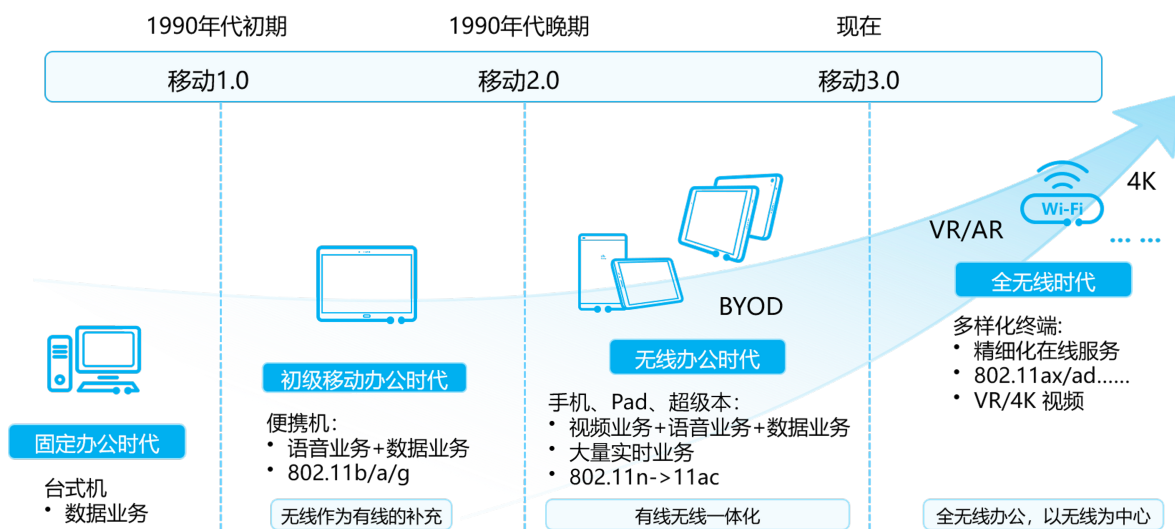 1990年代初期
1990年代晚期
现在
移动1.0
移动2.0
移动3.0
固定办公时代
台式机
• 数据业务
初级移动办公时代
便携机：
• 语音业务+数据业务
• 802.11b/a/g
无线作为有线的补充
BYOD
无线办公时代
手机、Pad、超级本：
• 视频业务+语音业务+数据业务
• 大量实时业务
• 802.11n->11ac
有线无线一体化
4K
Wi-Fi
VR/AR
... ...
全无线时代
多样化终端:
• 精细化在线服务
• 802.11ax/ad……
• VR/4K 视频
全无线办公，以无线为中心